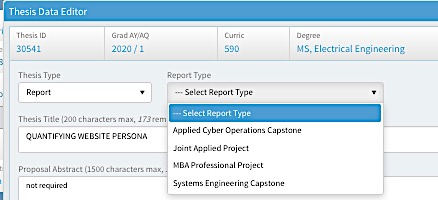 Thesis Data Editor
Thesis ID Grad AY/AQ Curric Degree
30541 2020 / 1 590 MS, Electrical Engineering
Thesis Type Report Type
Report --- Select Report Type
--- Select Report Type
Thesis Title (200 characters max, 173 rem
Applied Cyber Operations Capstone
QUANTIFYING WEBSITE PERSONA
Joint Applied Project
MBA Professional Project
Proposal Abstract (1500 characters max,
Systems Engineering Capstone
not required